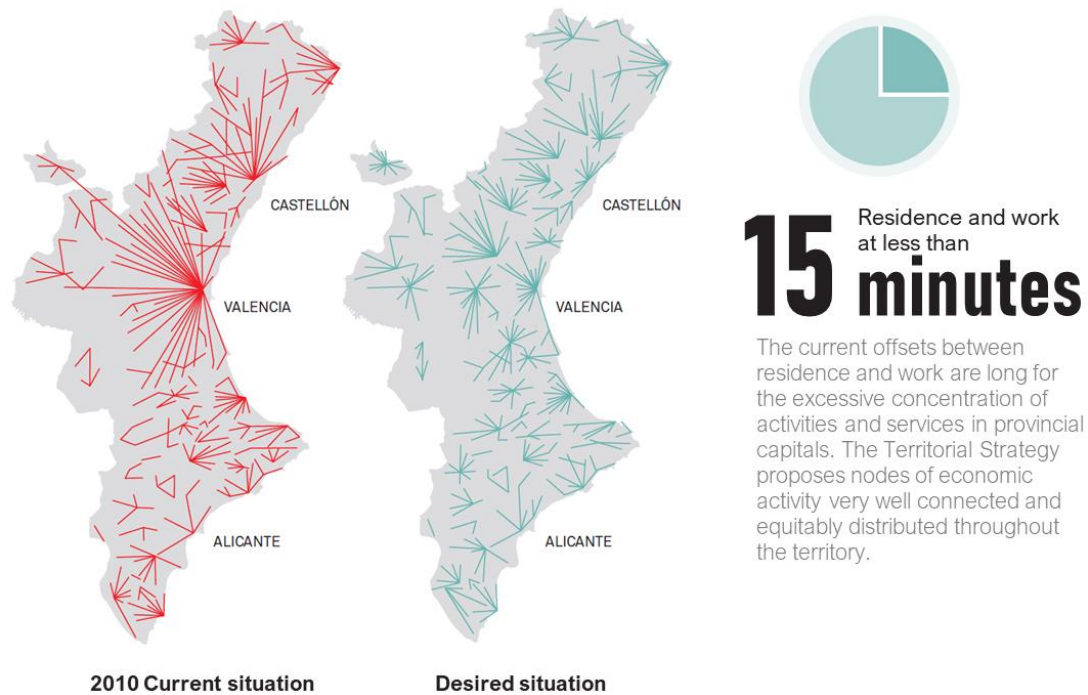 CASTELLÓN
VALENCIA
ALICANTE
2010 Current situation
CASTELLÓN
VALENCIA
ALICANTE
Desired situation
15 Residence and work
at less than
minutes
The current offsets between
residence and work are long for
the excessive concentration of
activities and services in provincial
capitals. The Territorial Strategy
proposes nodes of economic
activity very well connected and
equitably distributed throughout
the territory.